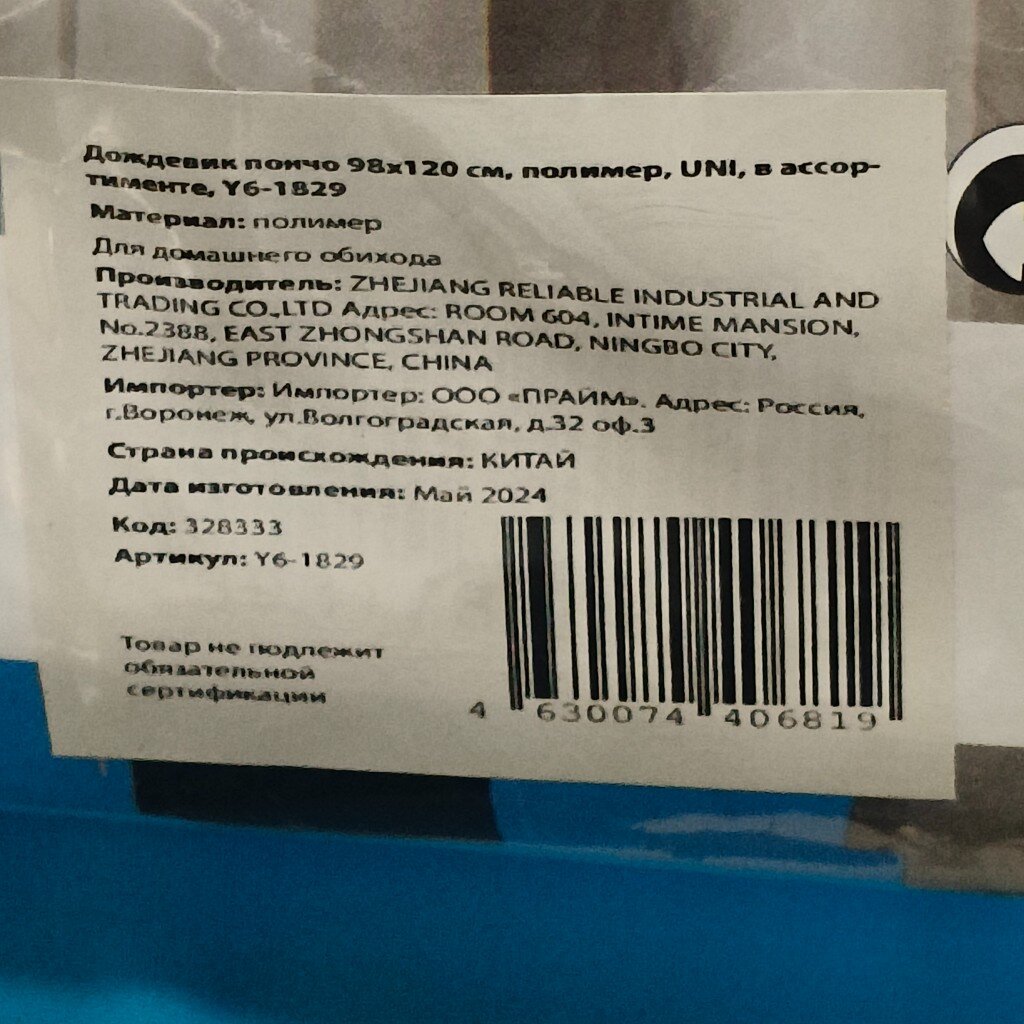 Дождевик пончо 98х120 см, полимер, UNI, в ассор-
тименте, Y6-1829
Материал: полимер
Для домашнего обихода
Производитель: ZHEJIANG RELIABLE INDUSTRIAL AND
TRADING CO.,LTD Адрес: ROOM 604, INTIME MANSION,
No.2388, EAST ZHONGSHAN ROAD, NINGBO CITY,
ZHEJIANG PROVINCE, CHINA
Импортер: Импортер: ООО «ПРАЙМ». Адрес: Россия,
г.Воронеж, ул.Волгоградская, д.32 оф.3
Страна происхождения: КИТАЙ
Дата изготовления: Май 2024
Код: 328333
Артикул: Y6-1829
Товар не подлежит
обязательной
сертификации
4 630074 406819